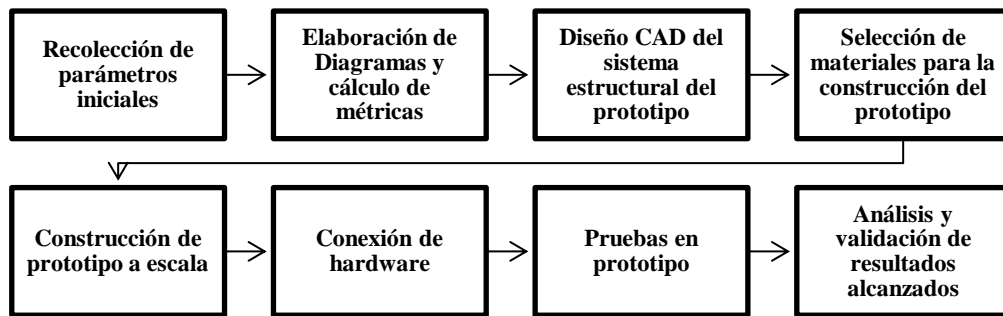 Recolección de
parámetros
iniciales
Elaboración de
Diagramas y
cálculo de
métricas
Diseño CAD del
sistema
estructural del
prototipo
Selección de
materiales para la
construcción del
prototipo
Construcción de
prototipo a escala
Conexión de
hardware
Pruebas en
prototipo
Análisis y
validación de
resultados
alcanzados